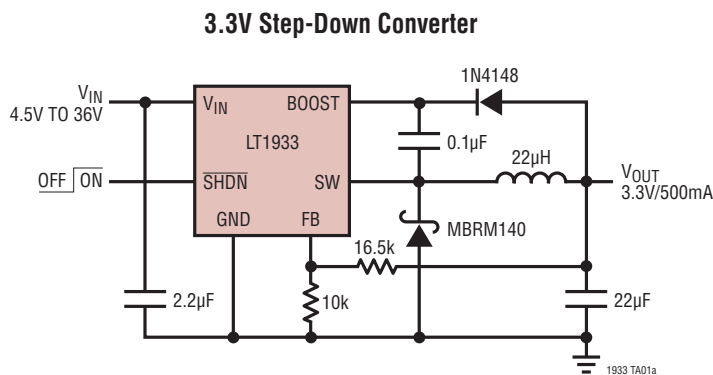 3.3V Step-Down Converter
1N4148
VIN
4.5V TO 36V
VIN
BOOST
LT1933
0.1µF
22µH
VOUT
3.3V/500mA
OFF ON
SHDN
SW
GND
FB
MBRM140
16.5k
2.2µF
10k
22µF
1933 TA01a